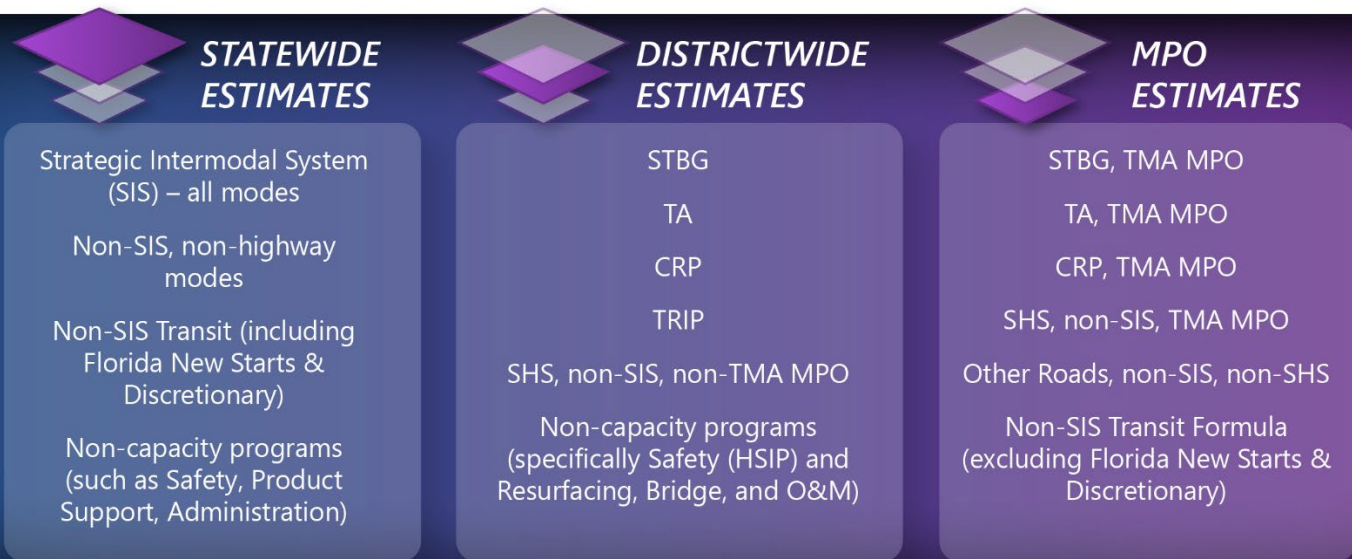 STATEWIDE
ESTIMATES
Strategic Intermodal System
(SIS) – all modes
Non-SIS, non-highway
modes
Non-SIS Transit (including
Florida New Starts &
Discretionary)
Non-capacity programs
(such as Safety, Product
Support, Administration)
DISTRICTWIDE
ESTIMATES
STBG
TA
CRP
TRIP
SHS, non-SIS, non-TMA MPO
Non-capacity programs
(specifically Safety (HSIP) and
Resurfacing, Bridge, and O&M)
MPO
ESTIMATES
STBG, TMA MPO
TA, TMA MPO
CRP, TMA MPO
SHS, non-SIS, TMA MPO
Other Roads, non-SIS, non-SHS
Non-SIS Transit Formula
(excluding Florida New Starts &
Discretionary)